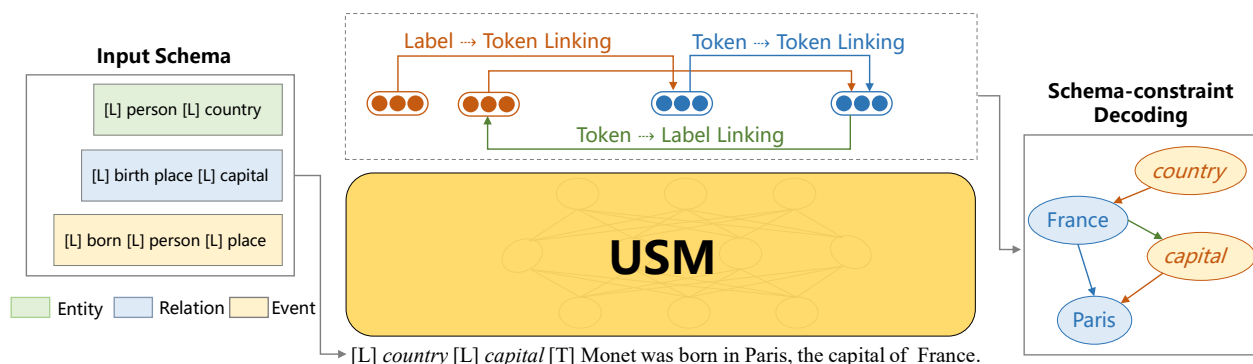 Input Schema
[L] person [L] country
[L] birth place [L] capital
[L] born [L] person [L] place
Entity
Relation
Event
Label ⇢ Token Linking
Token ⇢ Token Linking
Token ⇢ Label Linking
USM
[L] country [L] capital [T] Monet was born in Paris, the capital of France.
Schema-constraint
Decoding
country
France
capital
Paris